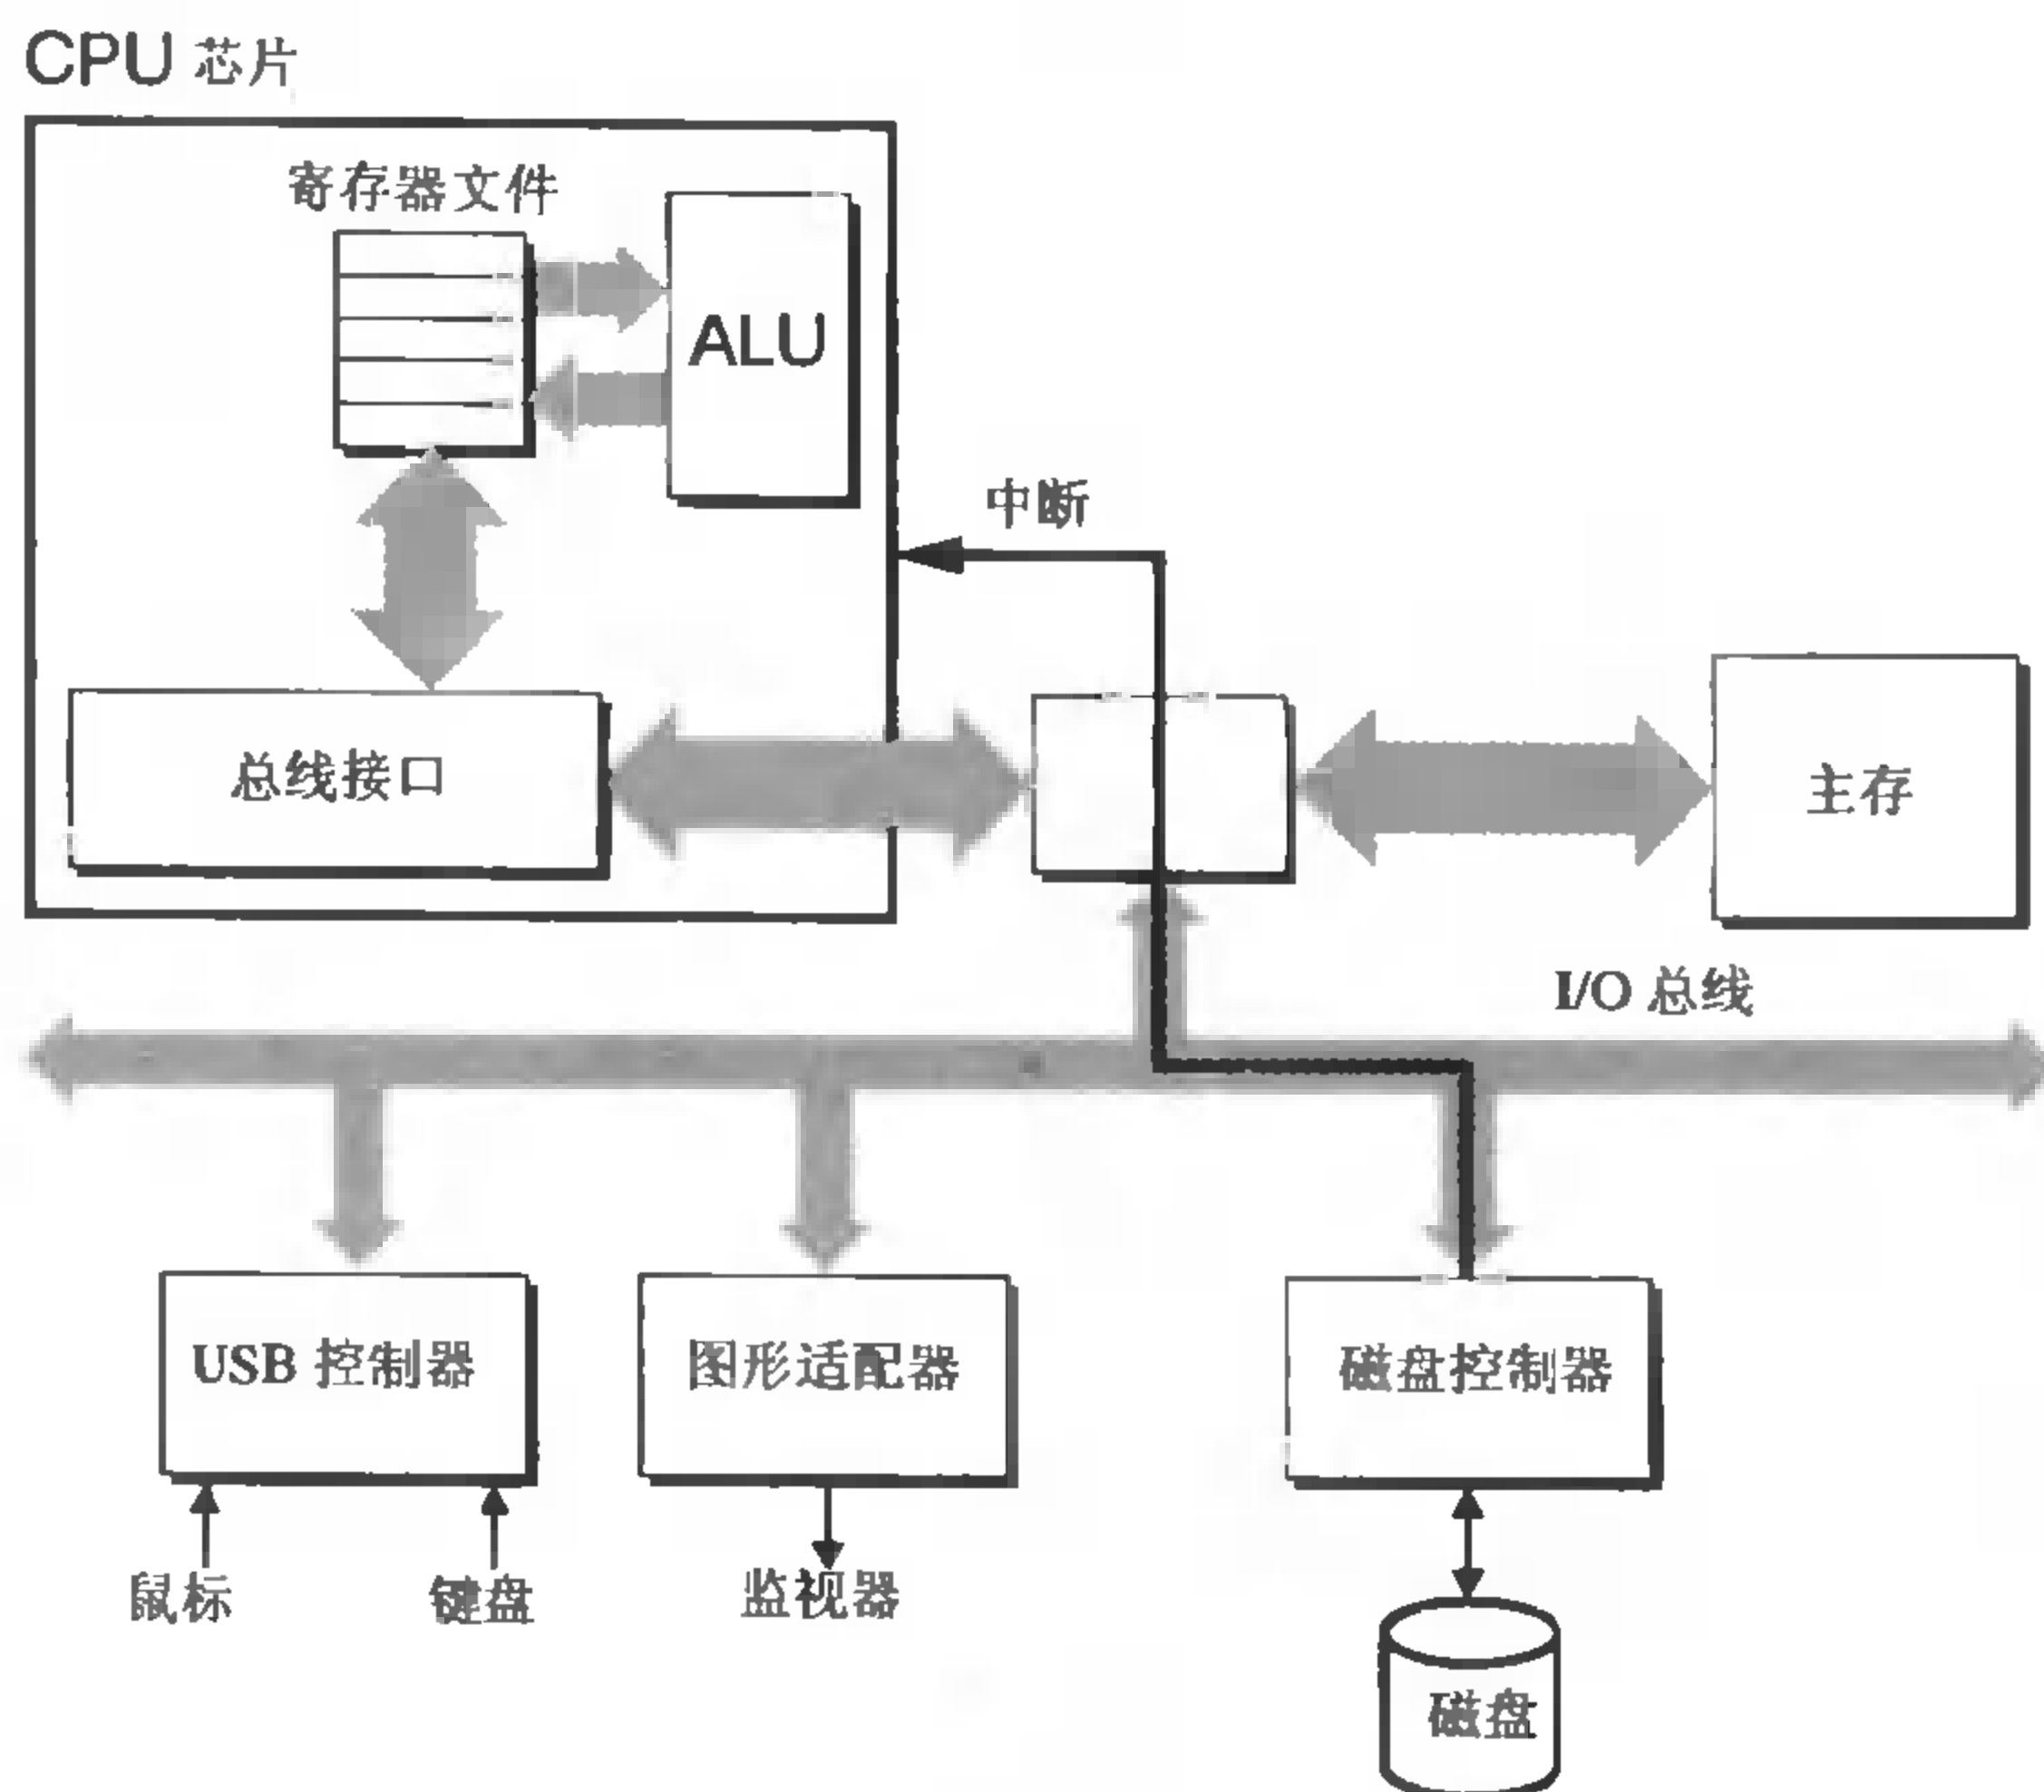 CPU 芯片
寄存器文件
ALU
中断
总线接口
主存
I/O 总线
USB 控制器
图形适配器
磁盘控制器
鼠标
键盘
监视器
磁盘